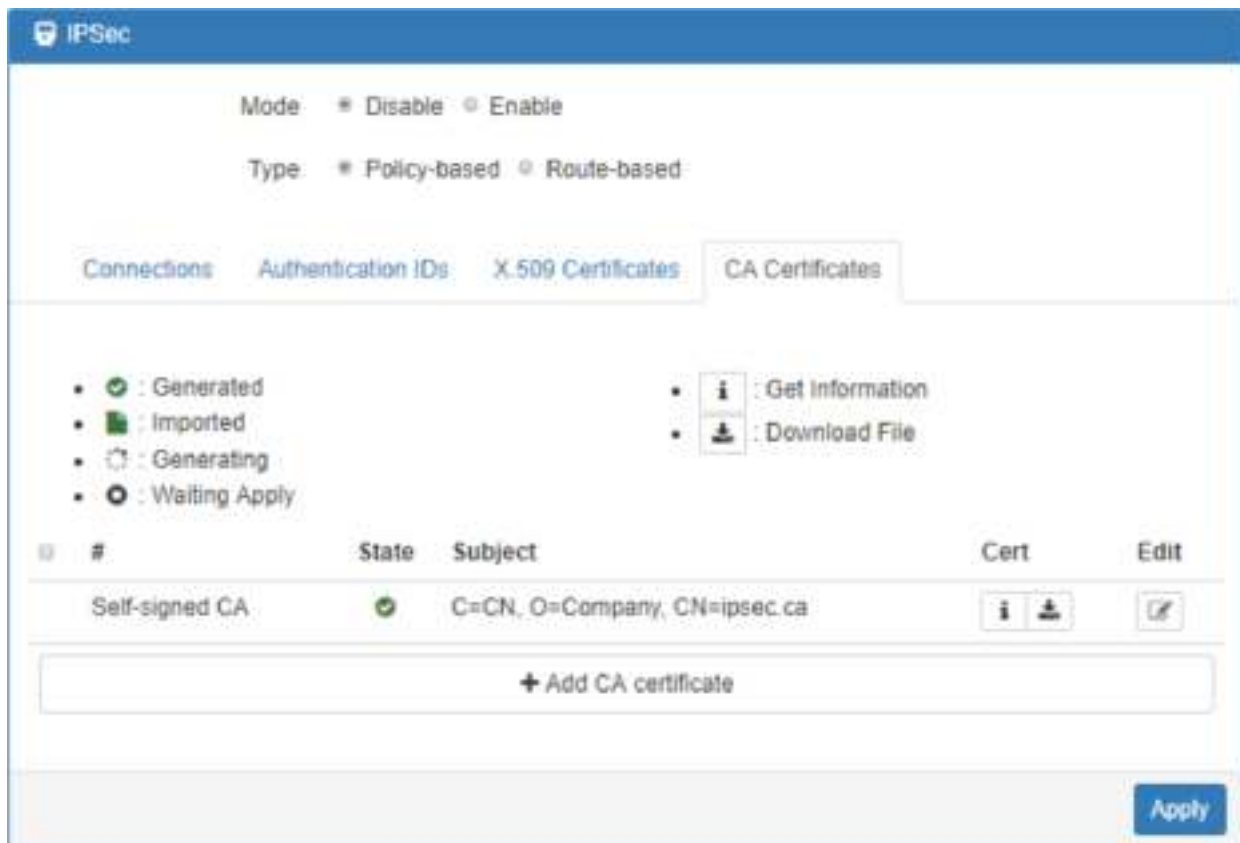 IPSec
Mode Disable Enable
Type Policy-based Route-based
Connections Authentication IDs X.509 Certificates CA Certificates
: Generated
: Imported
: Generating
: Waiting Apply
: Get Information
: Download File
# State Subject Cert Edit
Self-signed CA C=CN, O=Company, CN=ipsec.ca
+ Add CA certificate
Apply